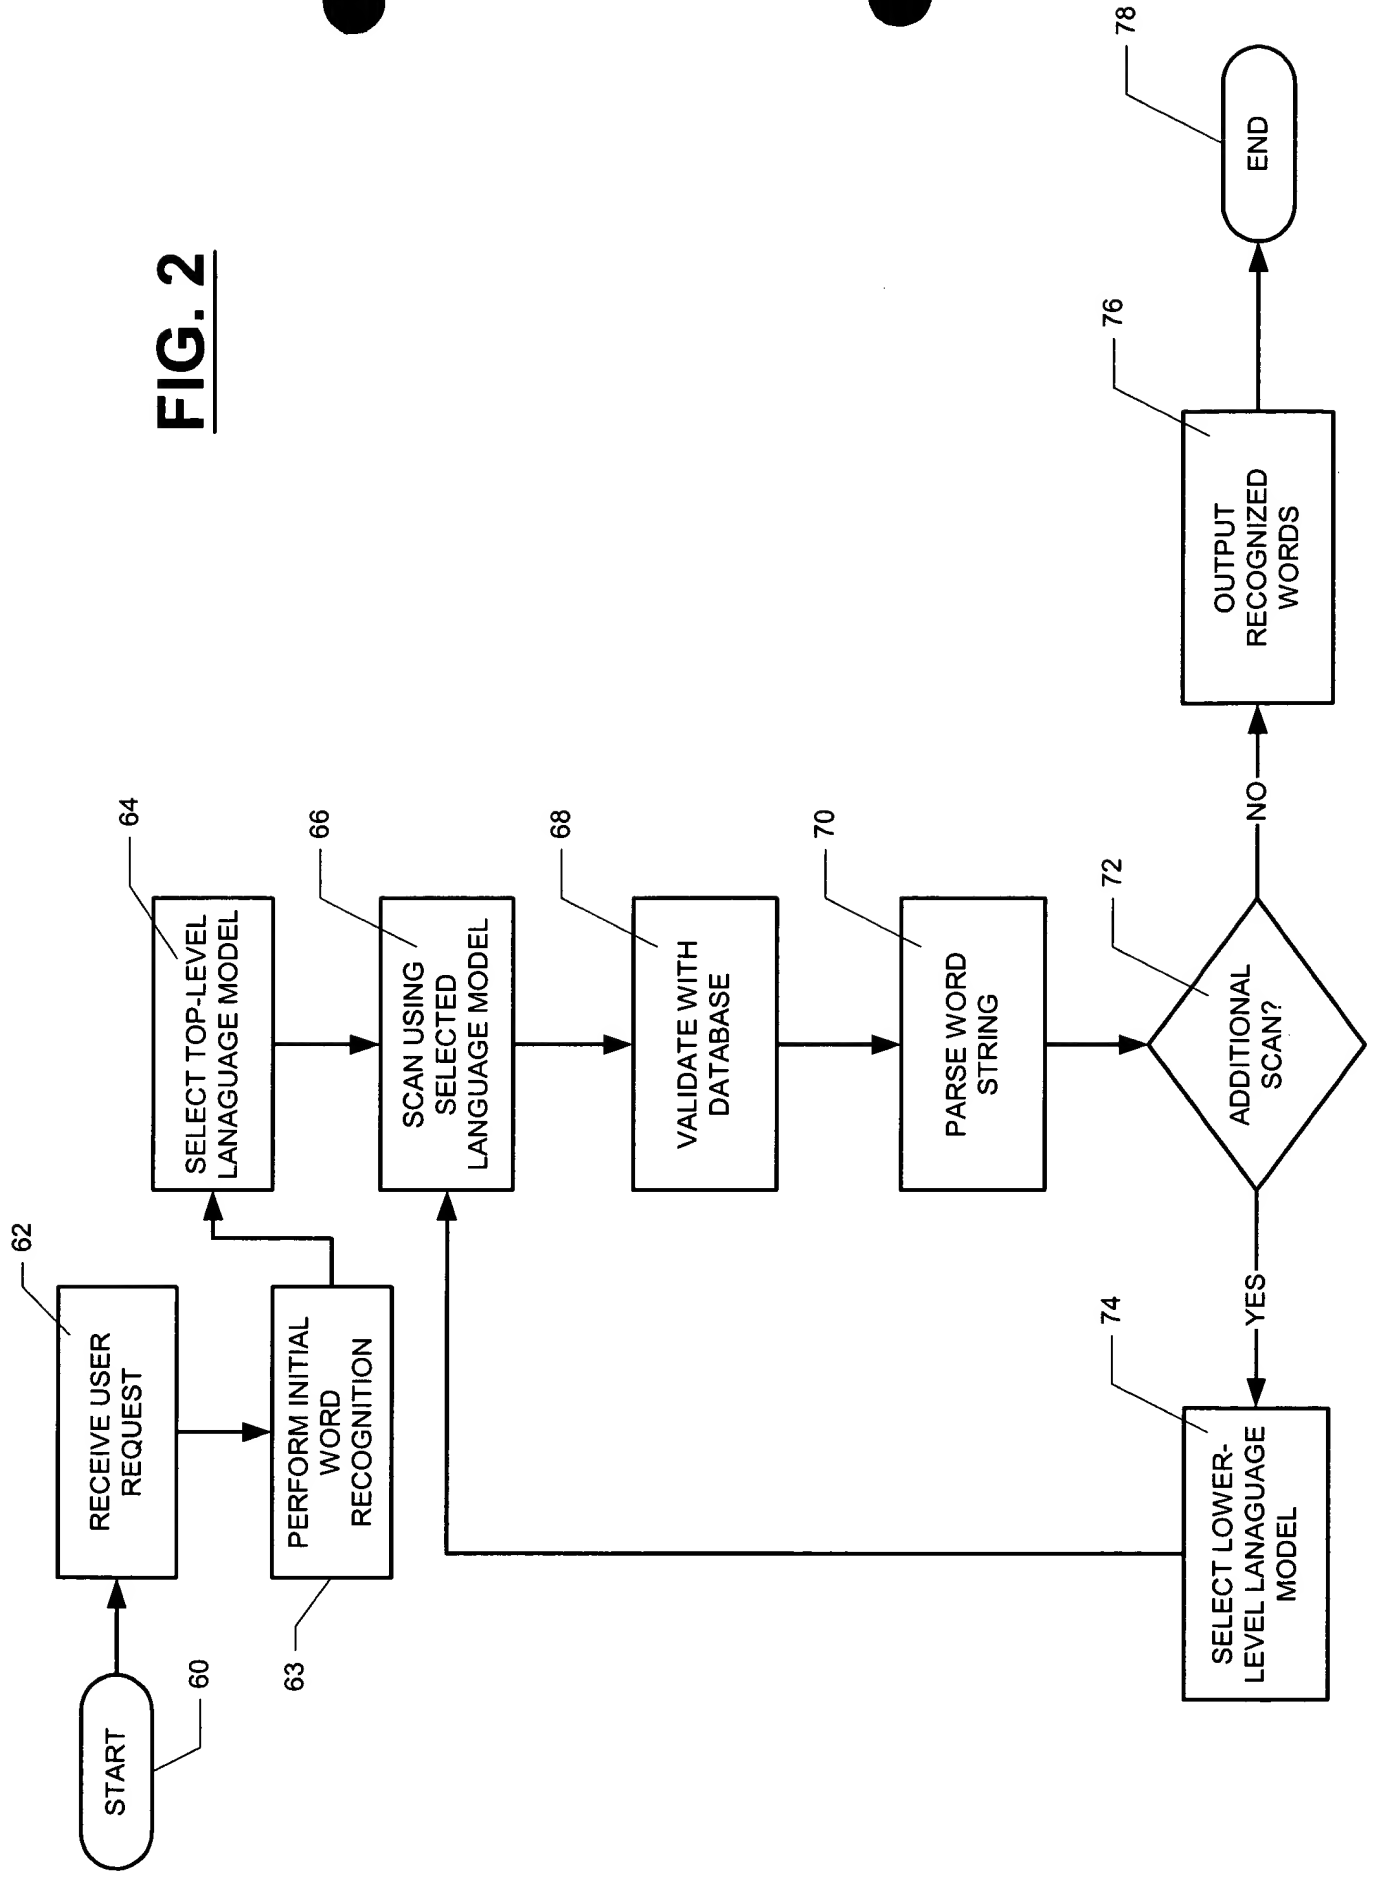 FIG. 2
START
60
RECEIVE USER
REQUEST
62
PERFORM INITIAL
WORD
RECOGNITION
63
SELECT TOP-LEVEL
LANAGUAGE MODEL
64
SCAN USING
SELECTED
LANGUAGE MODEL
66
VALIDATE WITH
DATABASE
68
PARSE WORD
STRING
70
ADDITIONAL
SCAN?
72
YES
NO
SELECT LOWER-
LEVEL LANAGUAGE
MODEL
74
OUTPUT
RECOGNIZED
WORDS
76
END
78